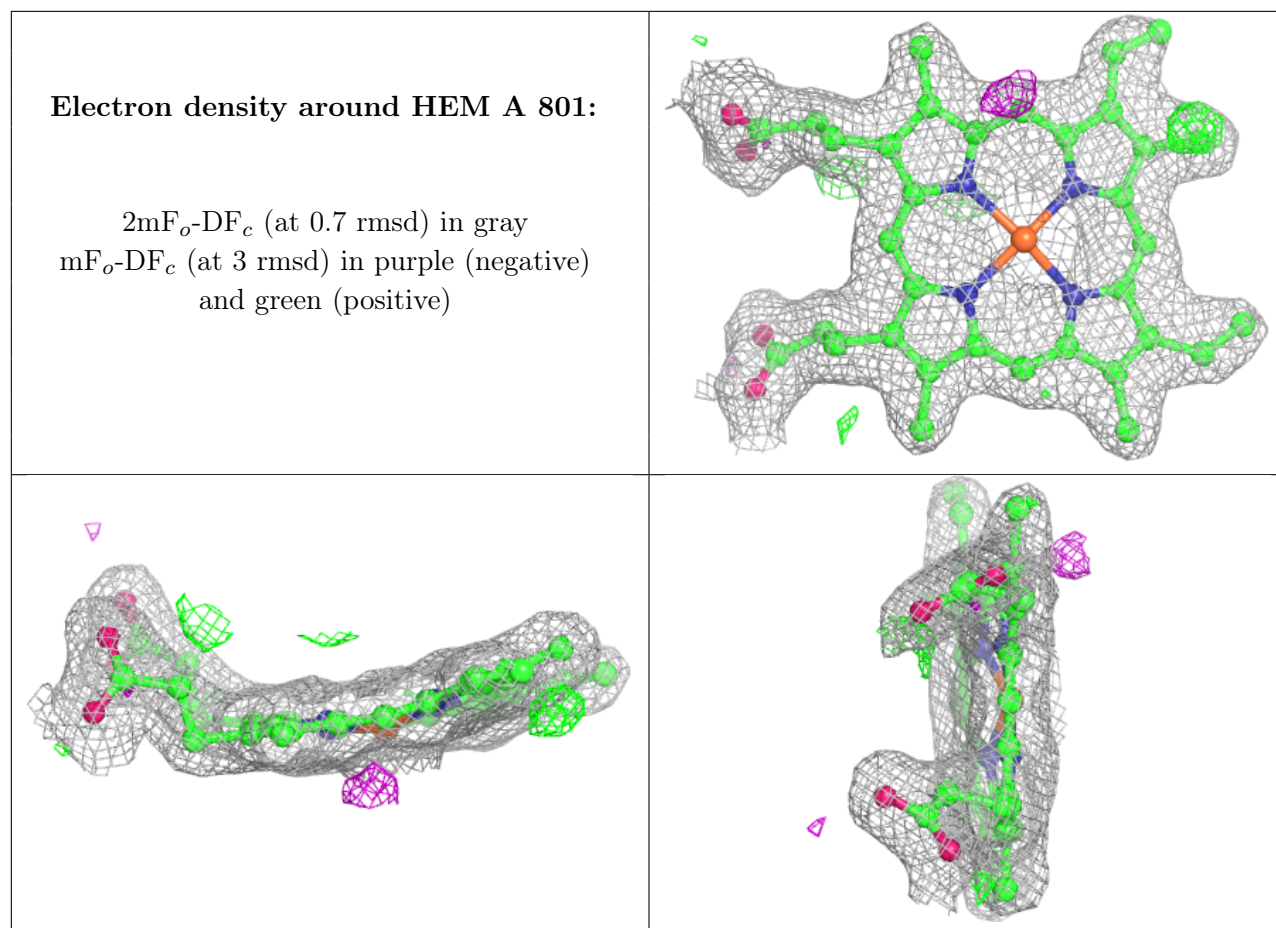 Electron density around HEM A 801:
2mFₒ-DF𝒸 (at 0.7 rmsd) in gray
mFₒ-DF𝒸 (at 3 rmsd) in purple (negative)
and green (positive)